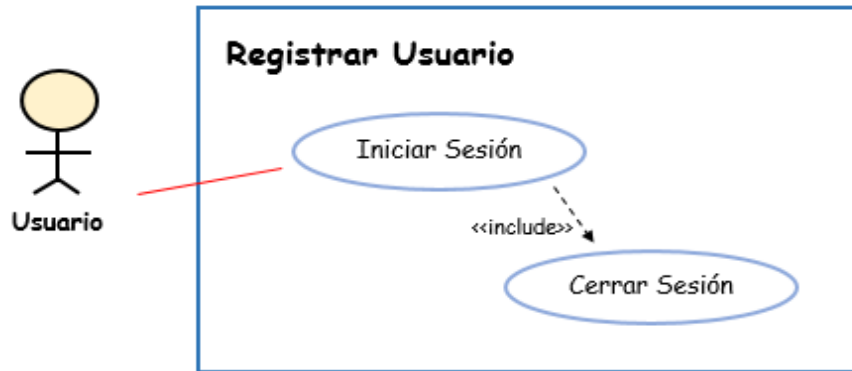 Registrar Usuario
Iniciar Sesión
Usuario
<<include>>
Cerrar Sesión